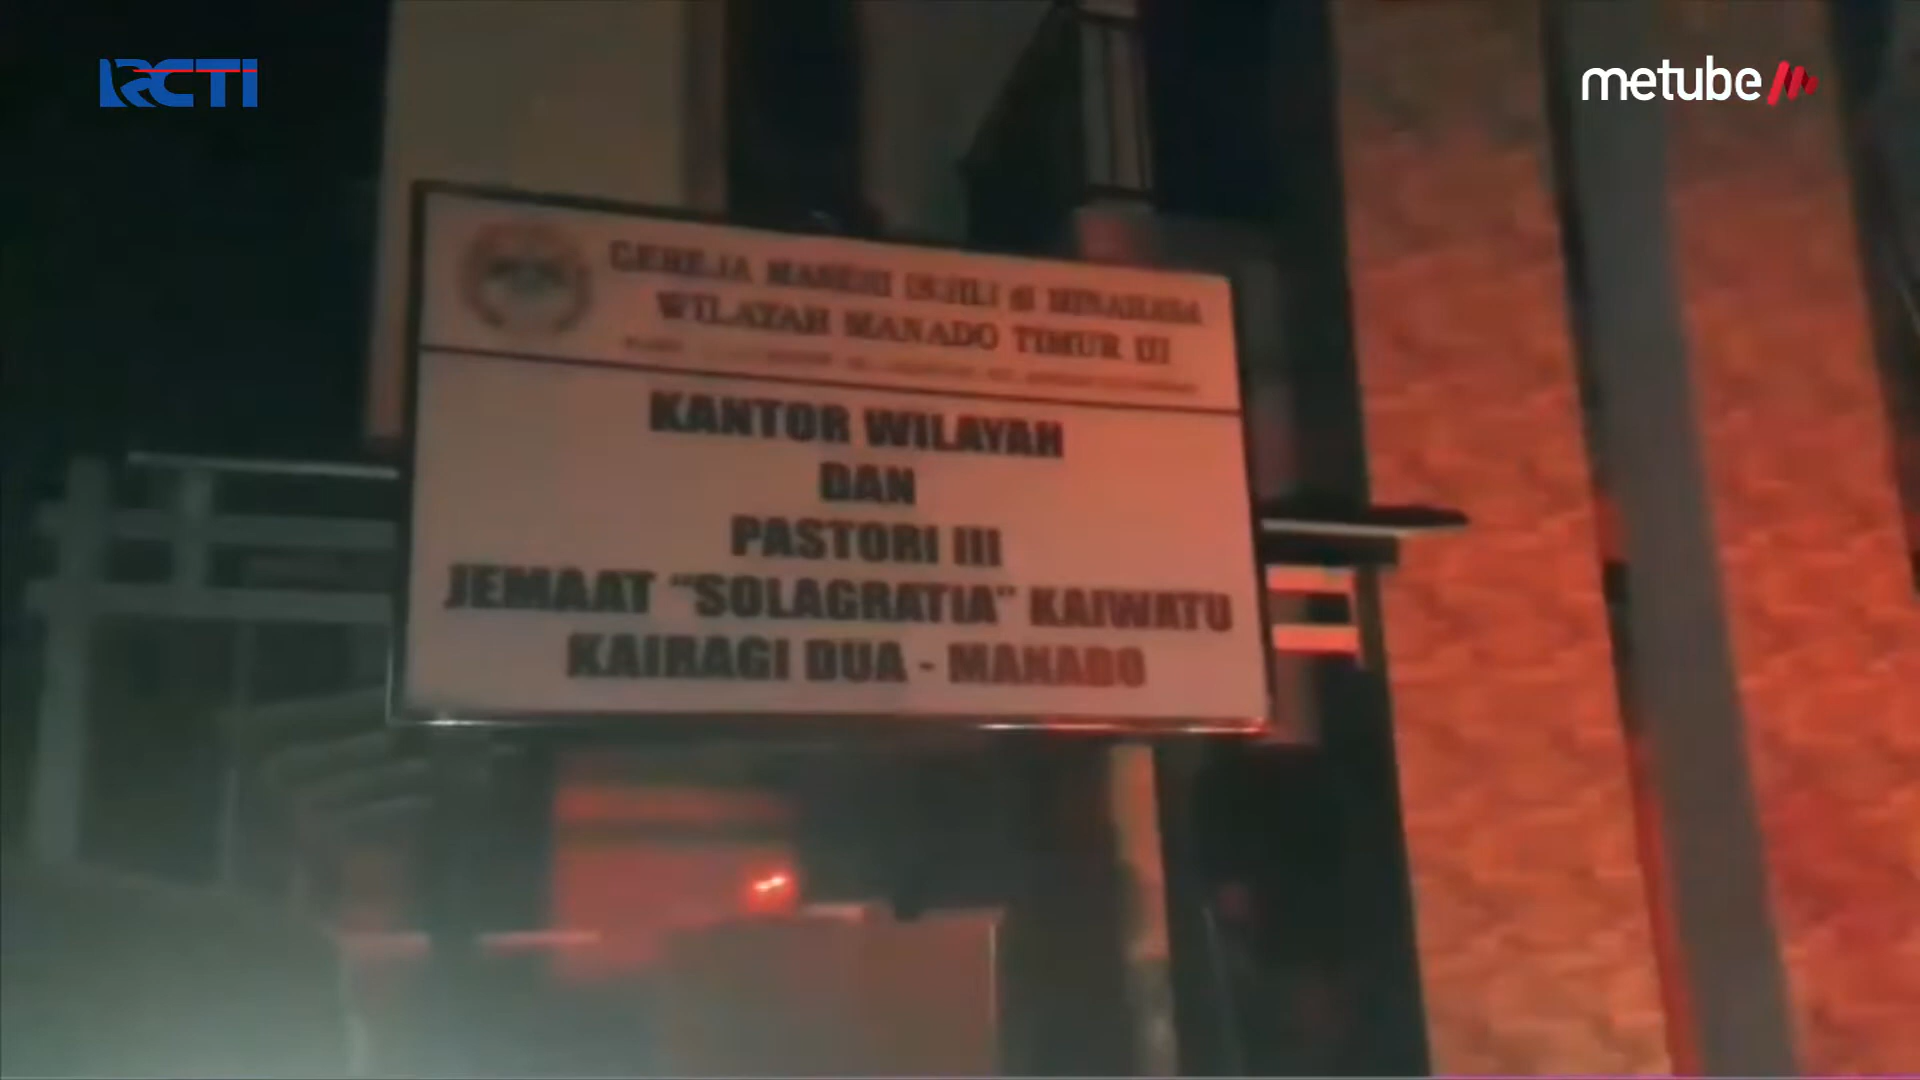 RCTI
metube
GEREJA MASEHI INJILI di MINAHASA
WILAYAH MANADO TIMUR III
KANTOR WILAYAH
DAN
PASTORI III
JEMAAT "SOLAGRATIA" KAIWATU
KAIRAGI DUA - MANADO